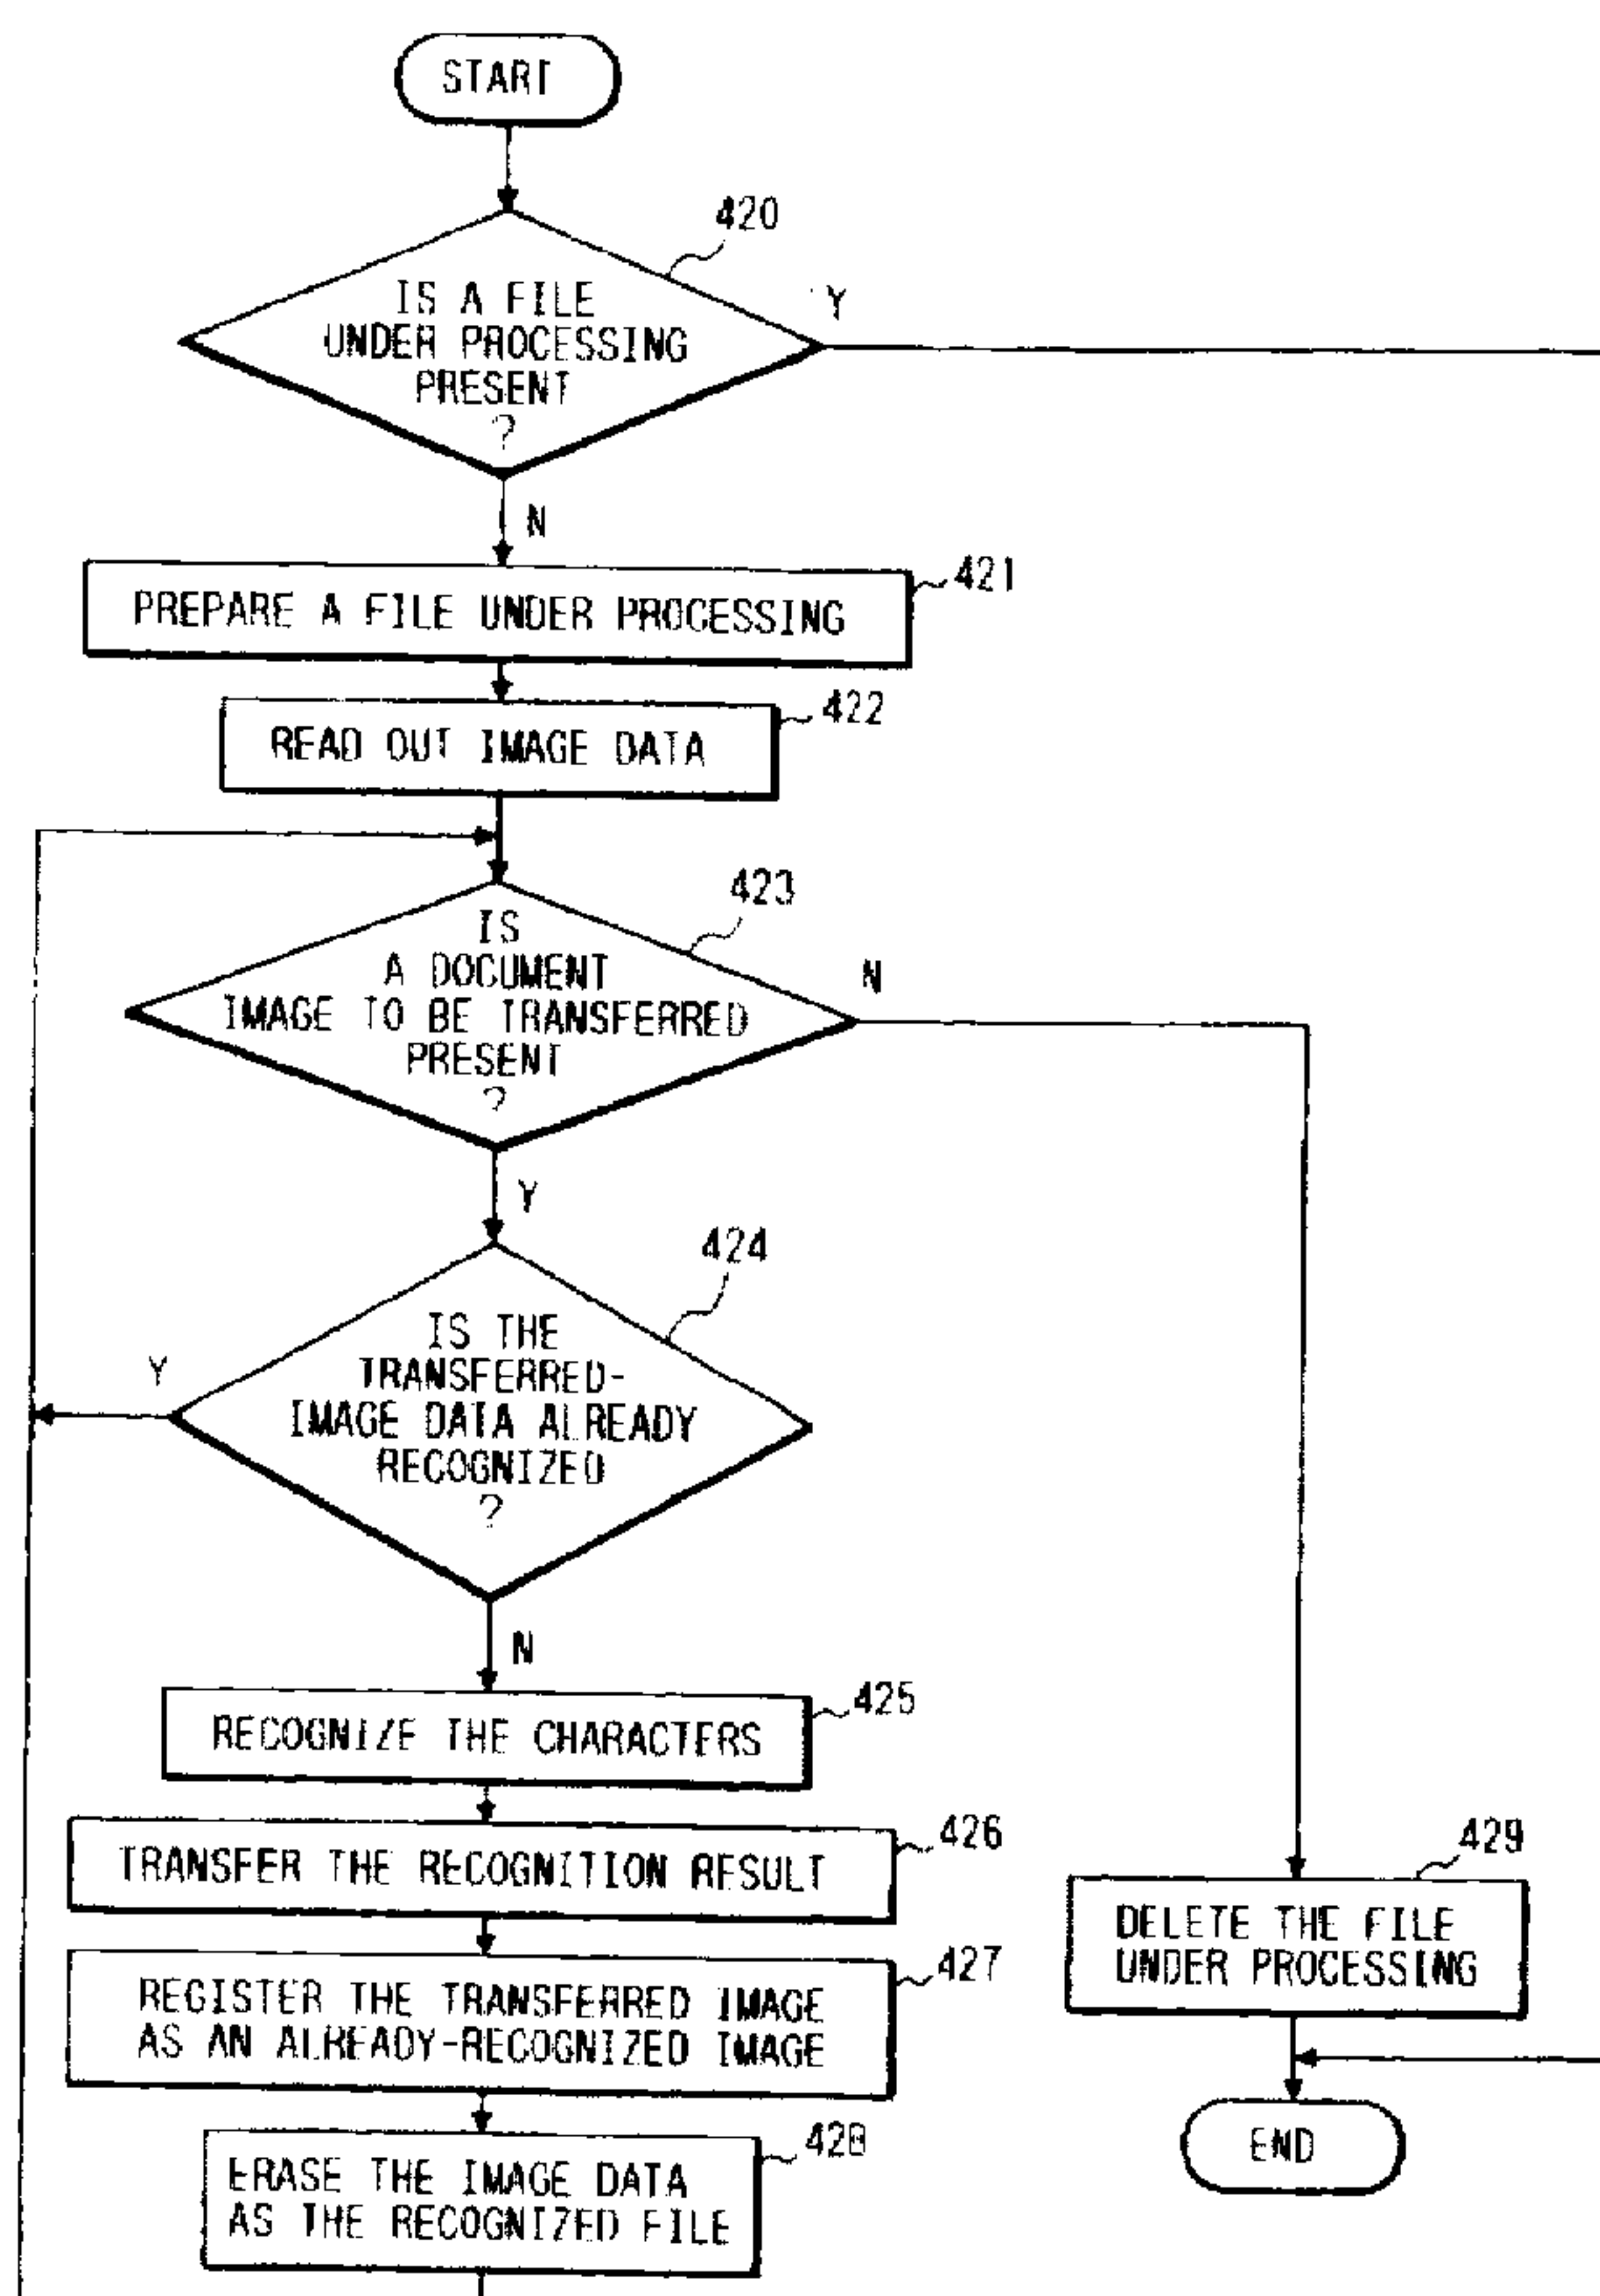 START
420
IS A FILE
UNDER PROCESSING
PRESENT
?
Y
N
421
PREPARE A FILE UNDER PROCESSING
422
READ OUT IMAGE DATA
423
IS
A DOCUMENT
IMAGE TO BE TRANSFERRED
PRESENT
?
N
Y
424
IS THE
TRANSFERRED-
IMAGE DATA ALREADY
RECOGNIZED
?
Y
N
425
RECOGNIZE THE CHARACTERS
426
TRANSFER THE RECOGNITION RESULT
427
REGISTER THE TRANSFERRED IMAGE
AS AN ALREADY-RECOGNIZED IMAGE
428
ERASE THE IMAGE DATA
AS THE RECOGNIZED FILE
429
DELETE THE FILE
UNDER PROCESSING
END